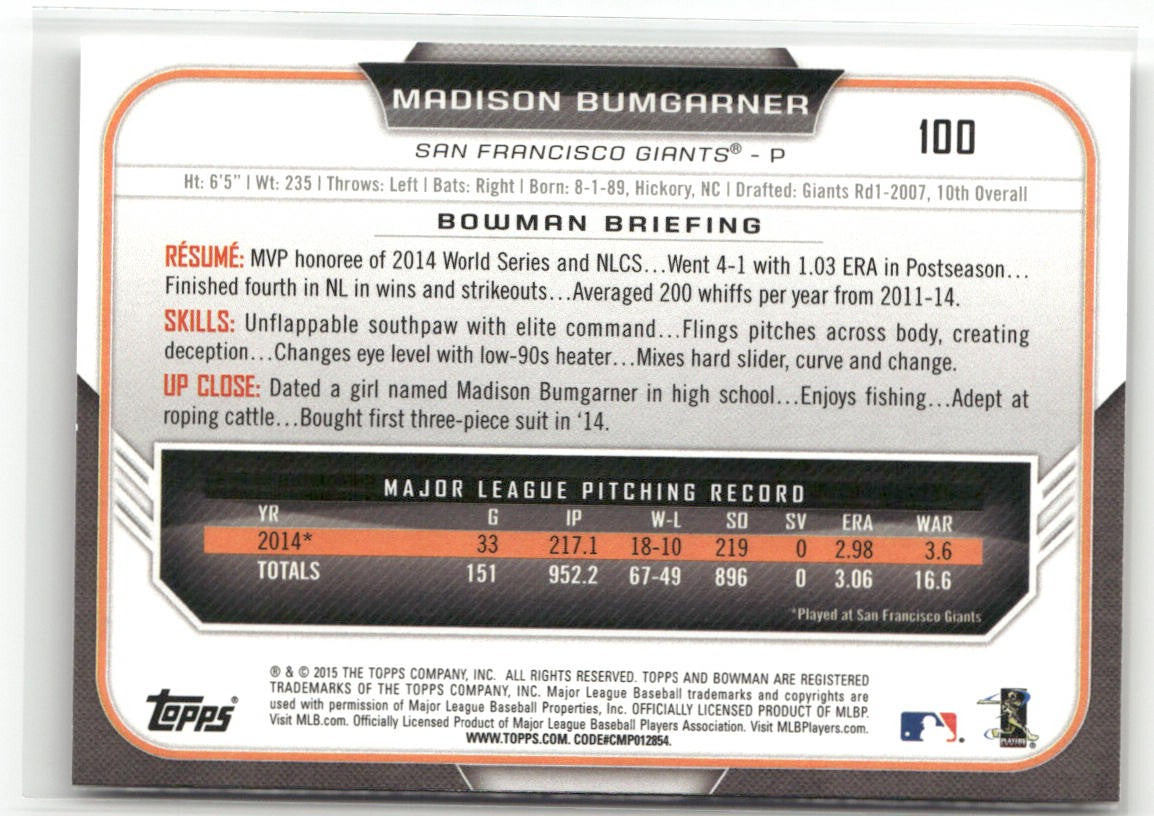 MADISON BUMGARNER
100
SAN FRANCISCO GIANTS® - P
Ht: 6'5" | Wt: 235 | Throws: Left | Bats: Right | Born: 8-1-89, Hickory, NC | Drafted: Giants Rd1-2007, 10th Overall
BOWMAN BRIEFING
RÉSUMÉ: MVP honoree of 2014 World Series and NLCS...Went 4-1 with 1.03 ERA in Postseason...
Finished fourth in NL in wins and strikeouts...Averaged 200 whiffs per year from 2011-14.
SKILLS: Unflappable southpaw with elite command...Flings pitches across body, creating
deception...Changes eye level with low-90s heater...Mixes hard slider, curve and change.
UP CLOSE: Dated a girl named Madison Bumgarner in high school...Enjoys fishing...Adept at
roping cattle...Bought first three-piece suit in '14.
MAJOR LEAGUE PITCHING RECORD
YR G IP W-L SO SV ERA WAR
2014* 33 217.1 18-10 219 0 2.98 3.6
TOTALS 151 952.2 67-49 896 0 3.06 16.6
*Played at San Francisco Giants
® & © 2015 THE TOPPS COMPANY, INC. ALL RIGHTS RESERVED. TOPPS AND BOWMAN ARE REGISTERED
TRADEMARKS OF THE TOPPS COMPANY, INC. Major League Baseball trademarks and copyrights are
used with permission of Major League Baseball Properties, Inc. OFFICIALLY LICENSED PRODUCT OF MLBP.
Visit MLB.com. Officially Licensed Product of Major League Baseball Players Association. Visit MLBPlayers.com.
WWW.TOPPS.COM. CODE#CMP012854.
TOPPS®
PLAYERS